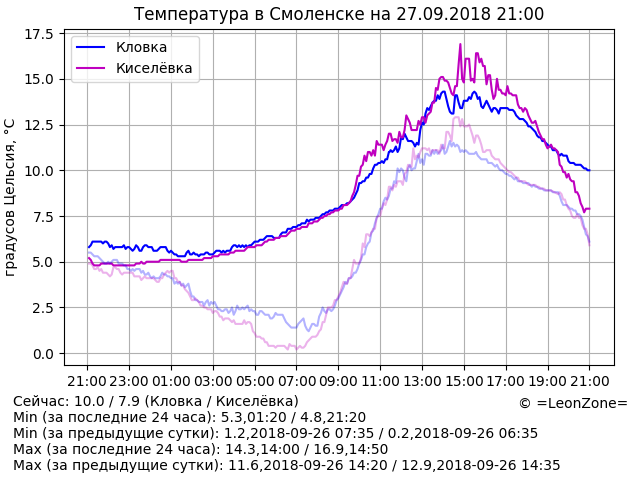 Температура в Смоленске на 27.09.2018 21:00
17.5
15.0
12.5
10.0
7.5
5.0
2.5
0.0
градусов Цельсия, °C
Кловка
Киселёвка
21:00 23:00 01:00 03:00 05:00 07:00 09:00 11:00 13:00 15:00 17:00 19:00 21:00
Сейчас: 10.0 / 7.9 (Кловка / Киселёвка)
© =LeonZone=
Min (за последние 24 часа): 5.3,01:20 / 4.8,21:20
Min (за предыдущие сутки): 1.2,2018-09-26 07:35 / 0.2,2018-09-26 06:35
Max (за последние 24 часа): 14.3,14:00 / 16.9,14:50
Max (за предыдущие сутки): 11.6,2018-09-26 14:20 / 12.9,2018-09-26 14:35